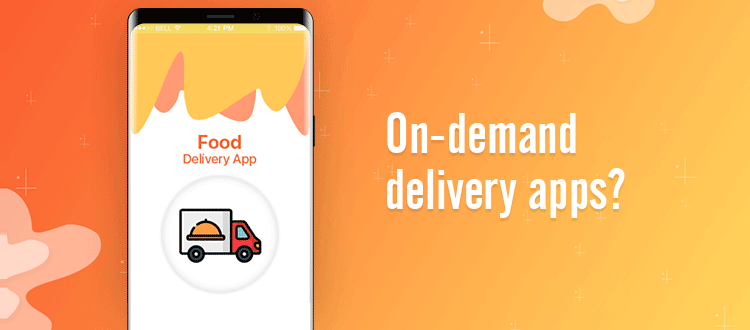 BELL 4:21 PM 100%
Food
Delivery App
On-demand
delivery apps?